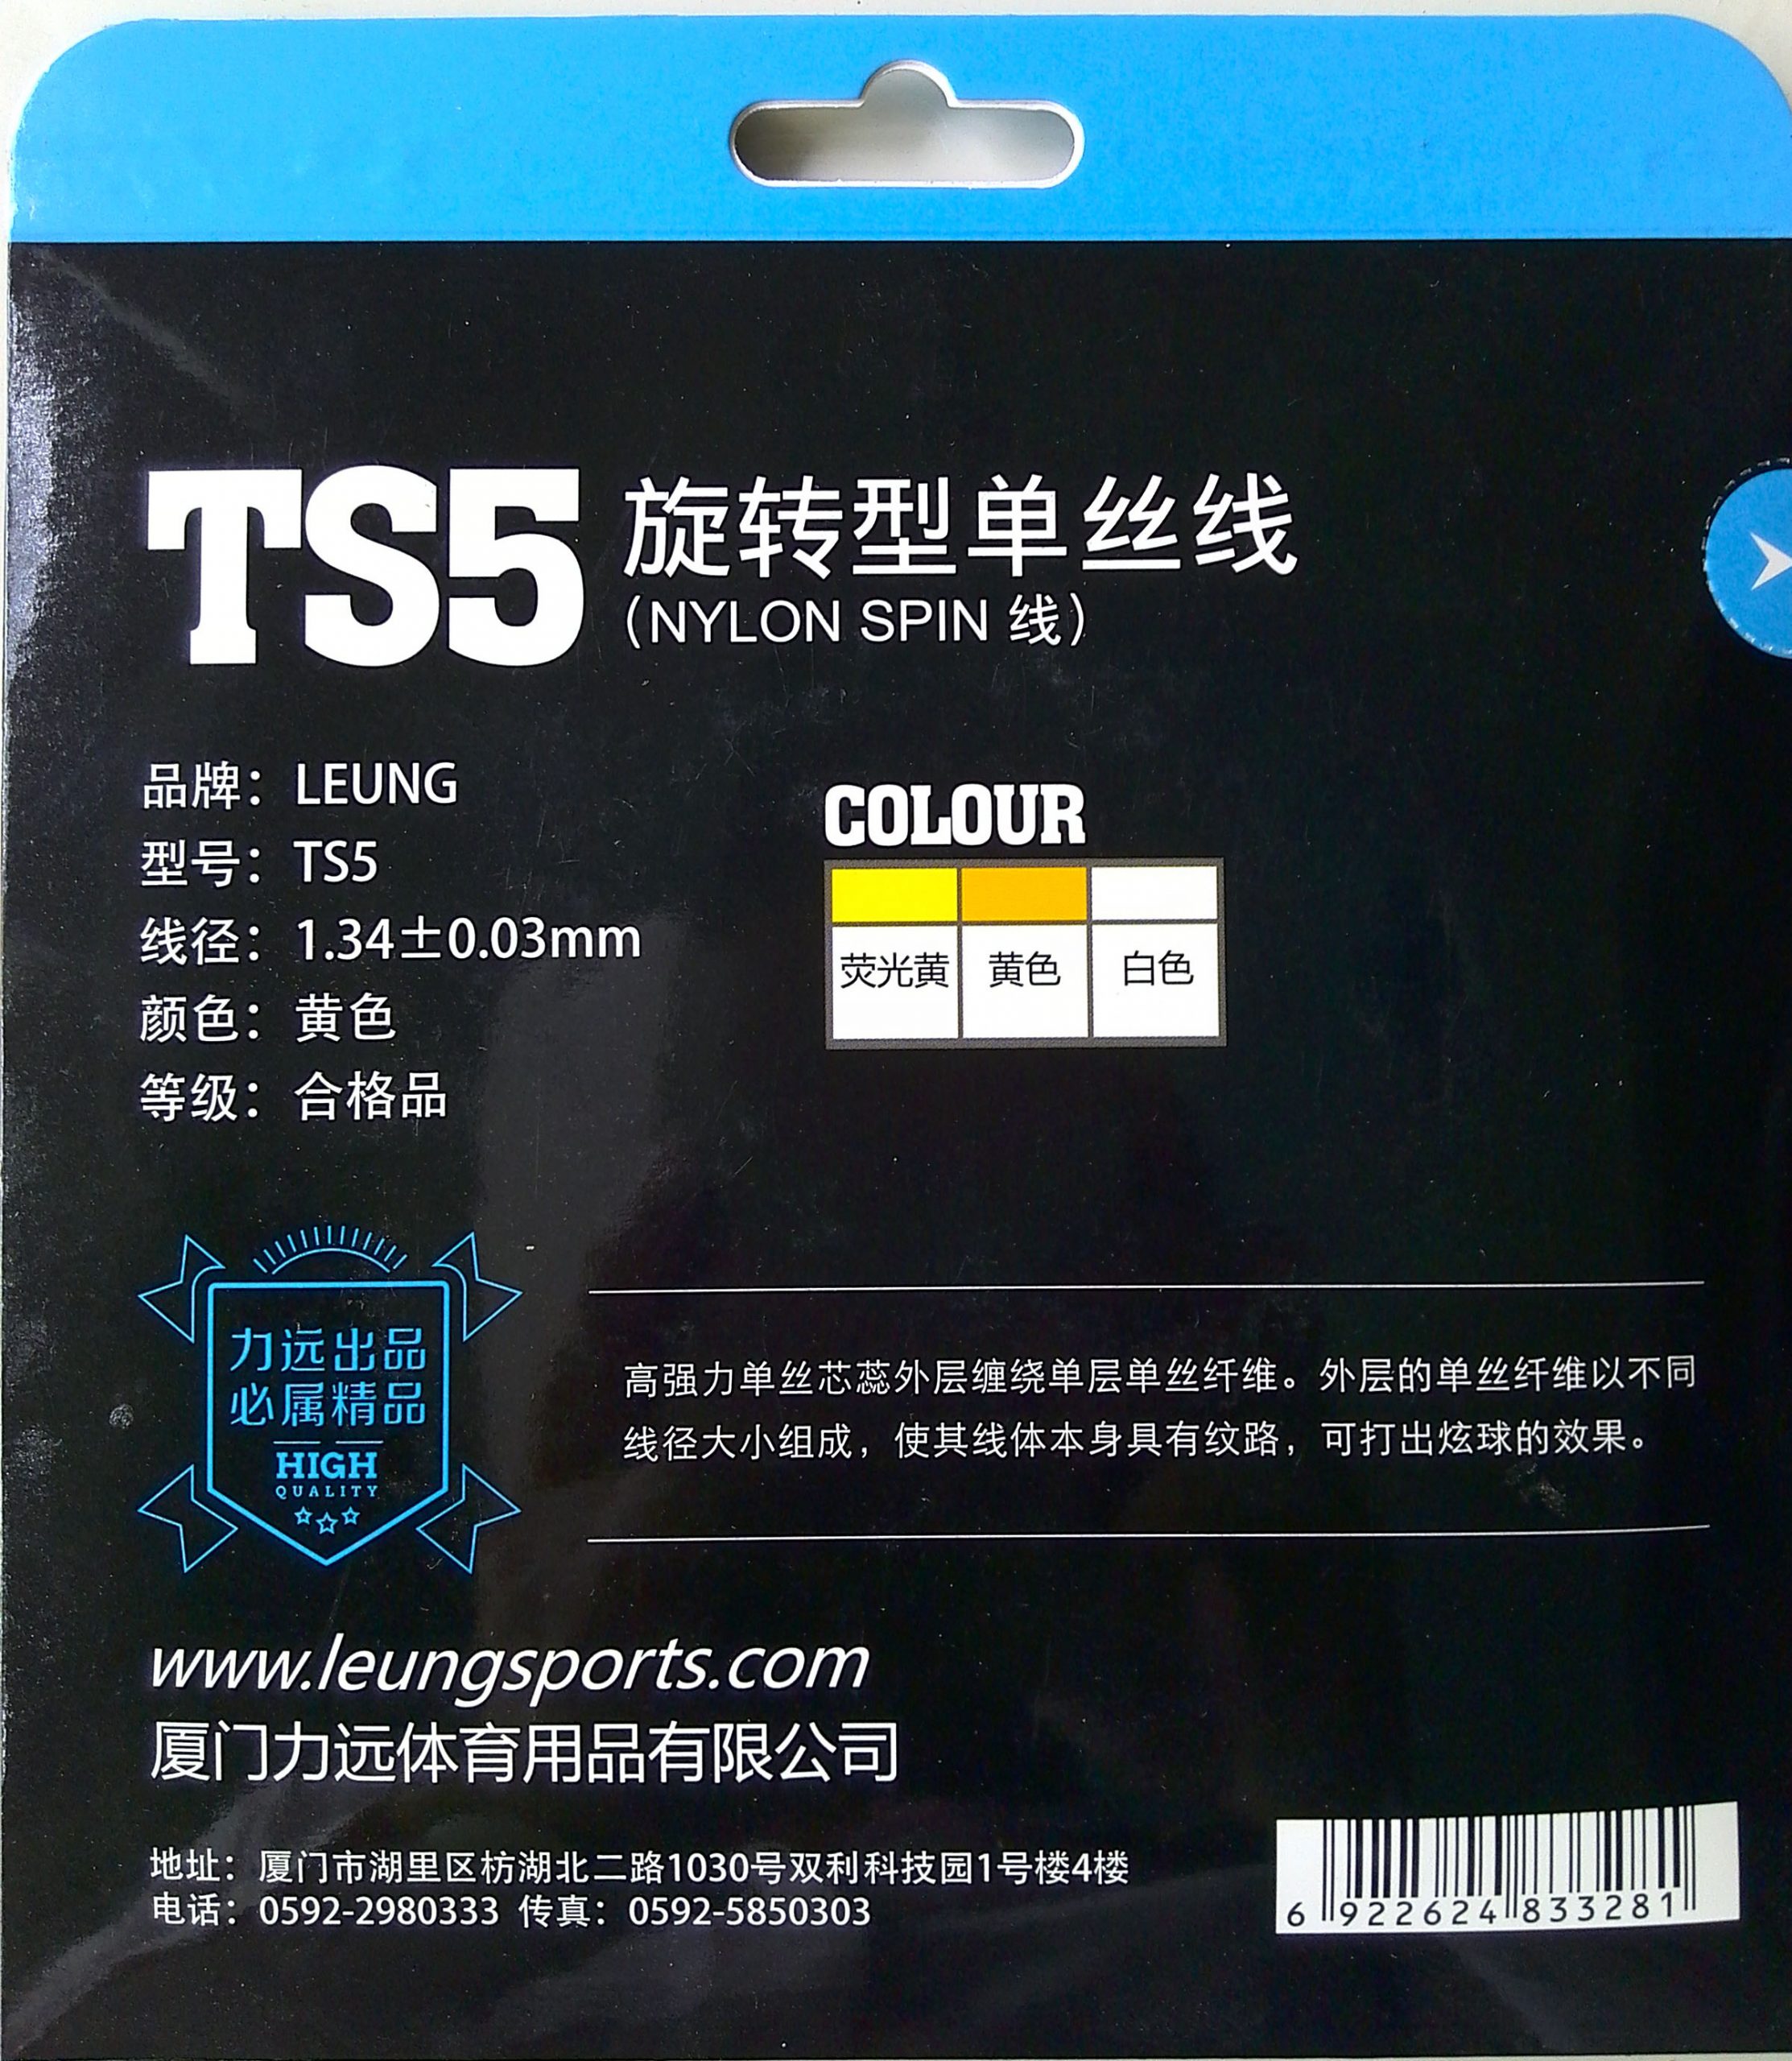 TS5 旋转型单丝线
(NYLON SPIN 线)
品牌：LEUNG
型号：TS5
线径：1.34±0.03mm
颜色：黄色
等级：合格品
COLOUR
荧光黄 黄色 白色
力远出品
必属精品
HIGH
QUALITY
高强力单丝芯蕊外层缠绕单层单丝纤维。外层的单丝纤维以不同
线径大小组成，使其线体本身具有纹路，可打出炫球的效果。
www.leungsports.com
厦门力远体育用品有限公司
地址：厦门市湖里区枋湖北二路1030号双利科技园1号楼4楼
电话：0592-2980333 传真：0592-5850303
6 922624 833281